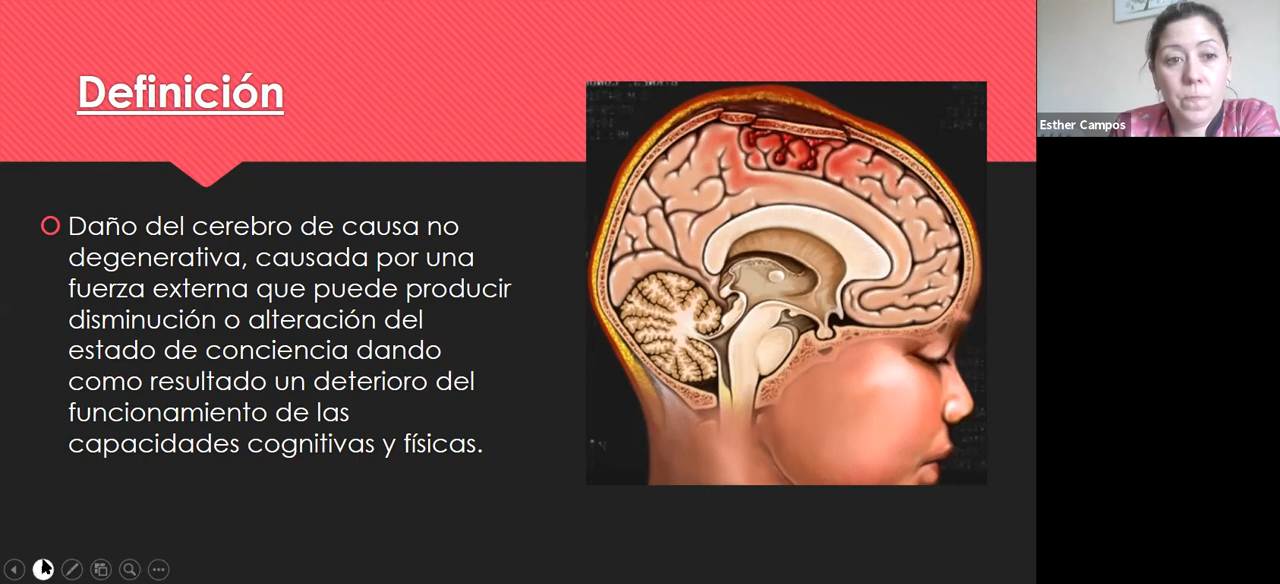 Definición
Daño del cerebro de causa no
degenerativa, causada por una
fuerza externa que puede producir
disminución o alteración del
estado de conciencia dando
como resultado un deterioro del
funcionamiento de las
capacidades cognitivas y físicas.
Esther Campos